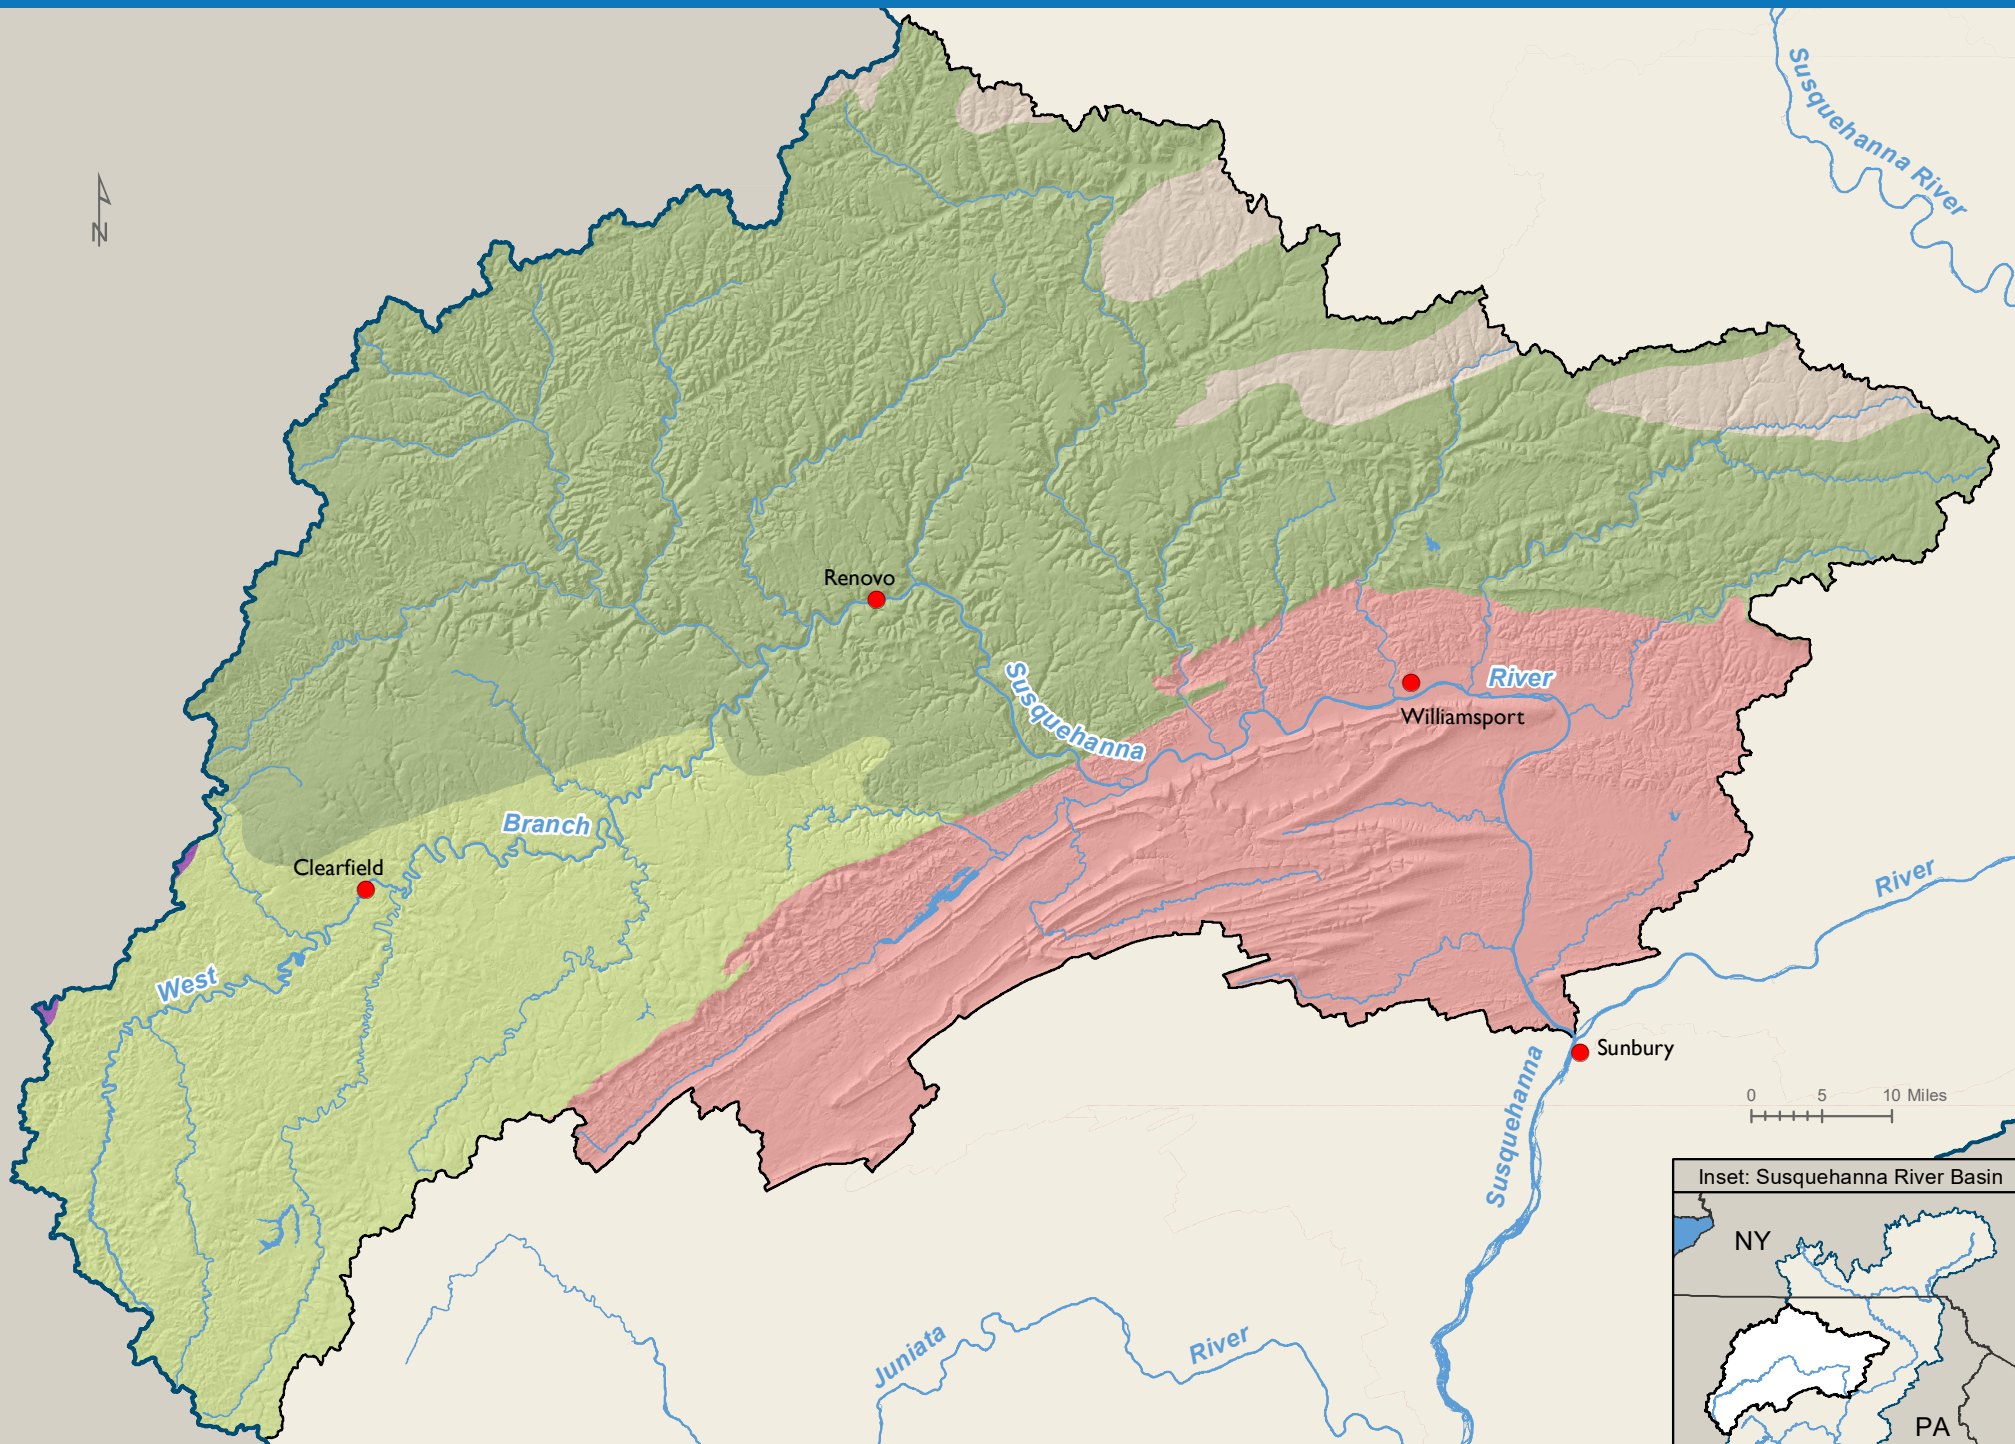 Susquehanna River
N
Renovo
Susquehanna
River
Williamsport
Branch
Clearfield
River
West
Sunbury
Susquehanna
0 5 10 Miles
Inset: Susquehanna River Basin
NY
Juniata
River
PA